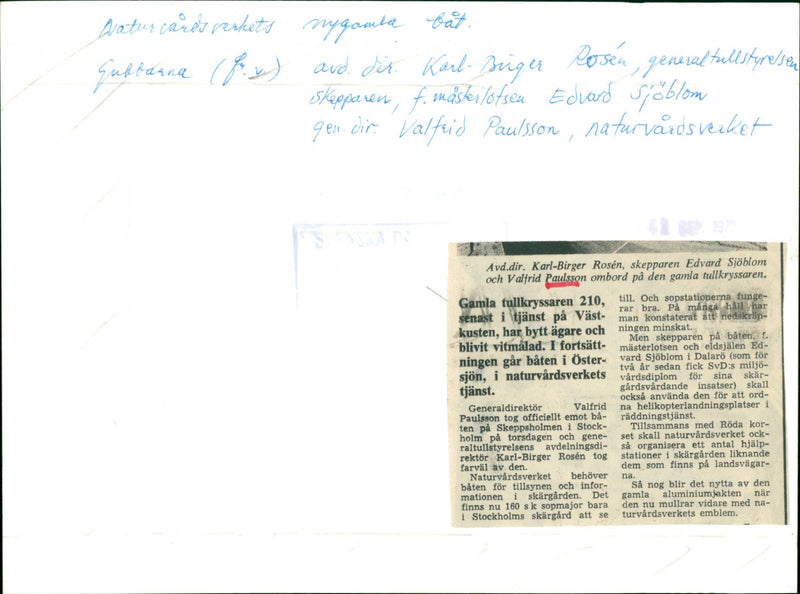 Naturvårdsverkets nygamla båt.
Gubbarna (fr. v) avd. dir. Karl-Birger Rosén, generaltullstyrelsen
skepparen, f. mästerlotsen Edvard Sjöblom
gen. dir. Valfrid Paulsson, naturvårdsverket
Avd.dir. Karl-Birger Rosén, skepparen Edvard Sjöblom
och Valfrid Paulsson ombord på den gamla tullkryssaren.
Gamla tullkryssaren 210,
senast i tjänst på Väst-
kusten, har bytt ägare och
blivit vitmålad. I fortsätt-
ningen går båten i Öster-
sjön, i naturvårdsverkets
tjänst.
Generaldirektör Valfrid
Paulsson tog officiellt emot bå-
ten på Skeppsholmen i Stock-
holm på torsdagen och gene-
raltullstyrelsens avdelningsdi-
rektör Karl-Birger Rosén tog
farväl av den.
Naturvårdsverket behöver
båten för tillsynen och infor-
mationen i skärgården. Det
finns nu 160 s k sopmajor bara
i Stockholms skärgård att se
till. Och sopstationerna funge-
rar bra. På många håll har
man konstaterat att nedskräp-
ningen minskat.
Men skepparen på båten, f.
mästerlotsen och eldsjälen Ed-
vard Sjöblom i Dalarö (som för
två år sedan fick SvD:s miljö-
vårdsdiplom för sina skär-
gårdsvårdande insatser) skall
också använda den för att ord-
na helikopterlandningsplatser i
räddningstjänst.
Tillsammans med Röda kor-
set skall naturvårdsverket ock-
så organisera ett antal hjälp-
stationer i skärgården liknande
dem som finns på landsvägar-
na.
Så nog blir det nytta av den
gamla aluminiumjakten när
den nu mullrar vidare med na-
turvårdsverkets emblem.